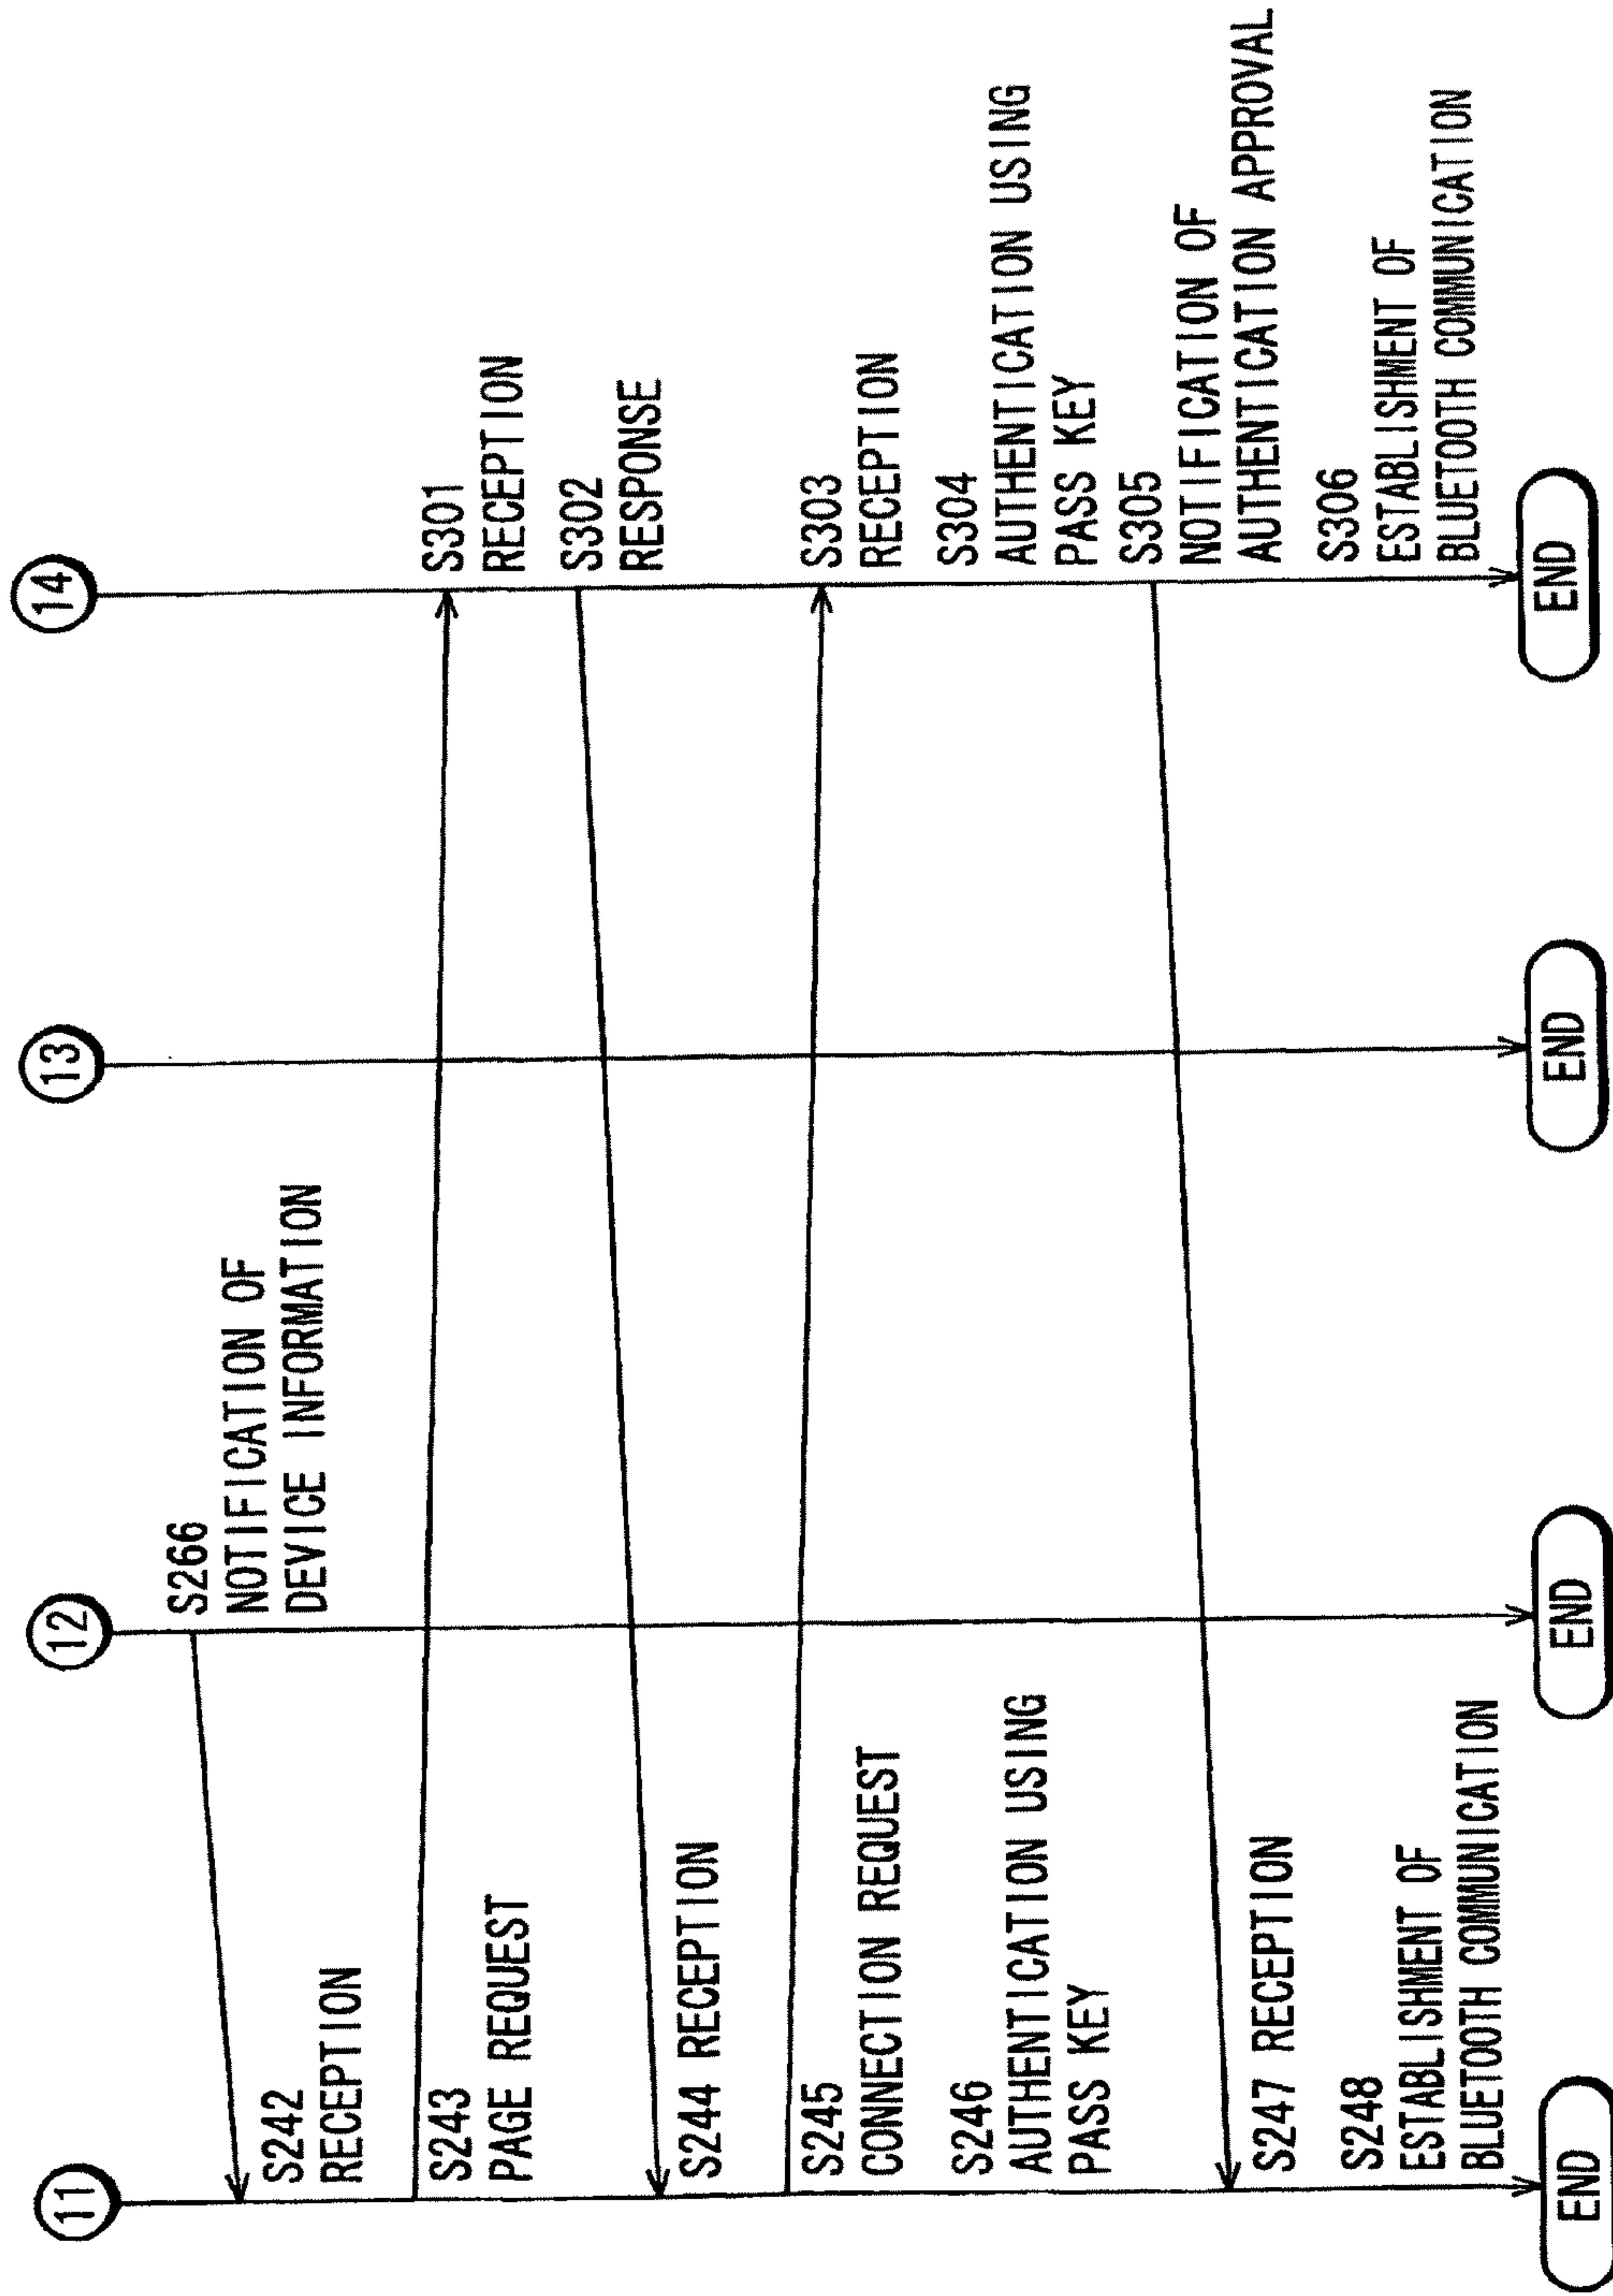 11
12
13
14
S266
NOTIFICATION OF
DEVICE INFORMATION
S242
RECEPTION
S243
PAGE REQUEST
S301
RECEPTION
S302
RESPONSE
S244 RECEPTION
S245
CONNECTION REQUEST
S303
RECEPTION
S246
AUTHENTICATION USING
PASS KEY
S304
AUTHENTICATION USING
PASS KEY
S305
NOTIFICATION OF
AUTHENTICATION APPROVAL
S247 RECEPTION
S248
ESTABLISHMENT OF
BLUETOOTH COMMUNICATION
S306
ESTABLISHMENT OF
BLUETOOTH COMMUNICATION
END
END
END
END